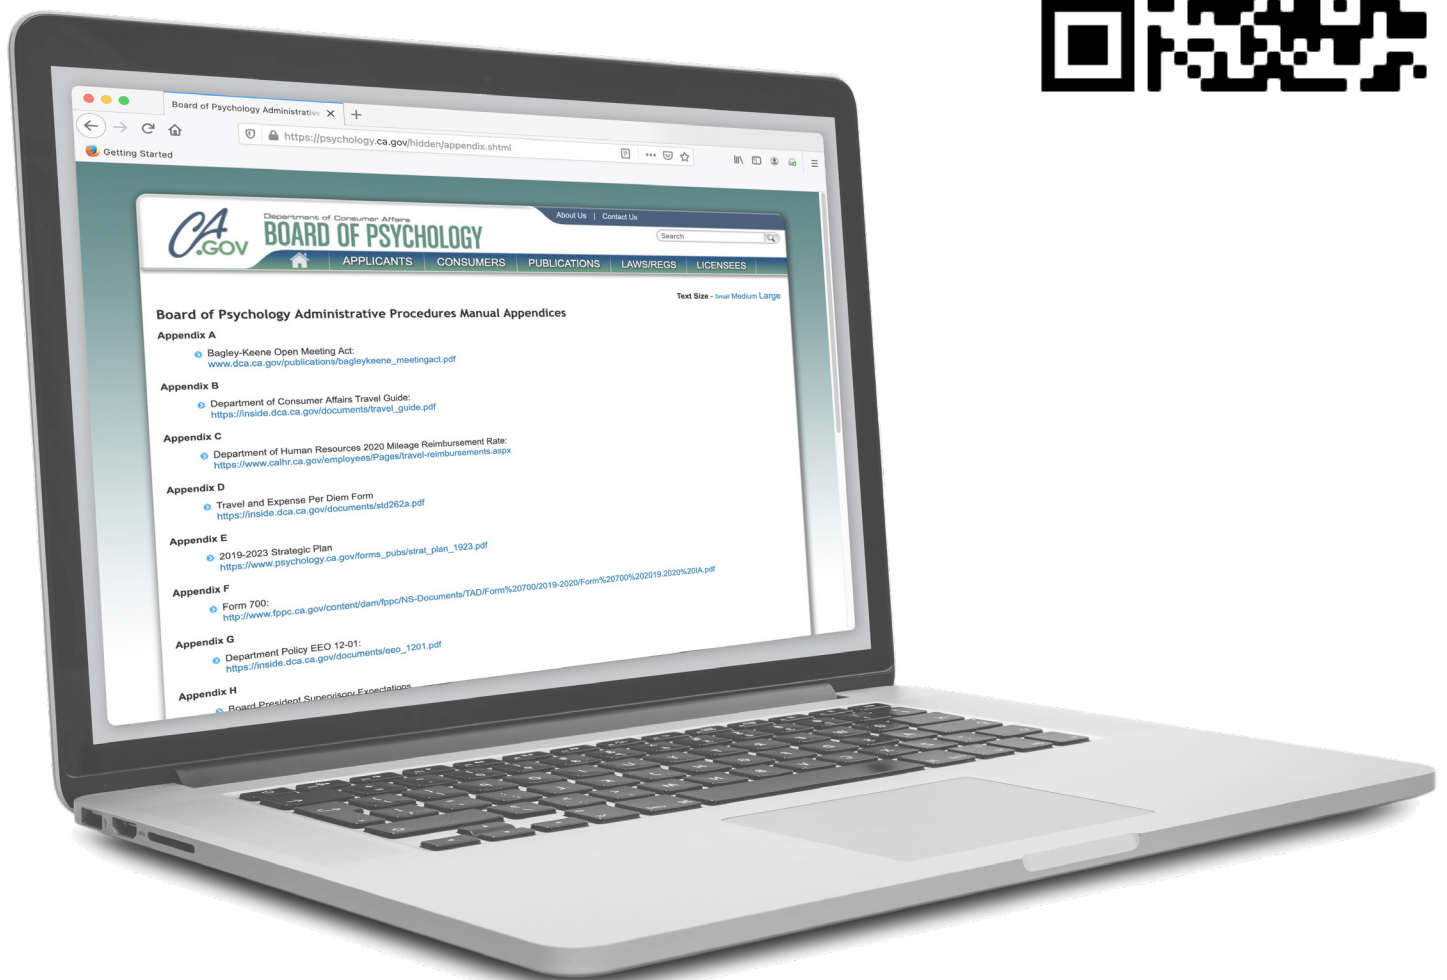 Board of Psychology Administrative
https://psychology.ca.gov/hidden/appendix.shtml
Getting Started
CA.GOV
Department of Consumer Affairs
BOARD OF PSYCHOLOGY
About Us | Contact Us
Search
APPLICANTS CONSUMERS PUBLICATIONS LAWS/REGS LICENSEES
Text Size - Small Medium Large
Board of Psychology Administrative Procedures Manual Appendices
Appendix A
Bagley-Keene Open Meeting Act:
www.dca.ca.gov/publications/bagleykeene_meetingact.pdf
Appendix B
Department of Consumer Affairs Travel Guide:
https://inside.dca.ca.gov/documents/travel_guide.pdf
Appendix C
Department of Human Resources 2020 Mileage Reimbursement Rate:
https://www.calhr.ca.gov/employees/Pages/travel-reimbursements.aspx
Appendix D
Travel and Expense Per Diem Form
https://inside.dca.ca.gov/documents/std262a.pdf
Appendix E
2019-2023 Strategic Plan
https://www.psychology.ca.gov/forms_pubs/strat_plan_1923.pdf
Appendix F
Form 700:
http://www.fppc.ca.gov/content/dam/fppc/NS-Documents/TAD/Form%20700/2019-2020/Form%20700%202019.2020%20IA.pdf
Appendix G
Department Policy EEO 12-01:
https://inside.dca.ca.gov/documents/eeo_1201.pdf
Appendix H
Board President Supervisory Expectations